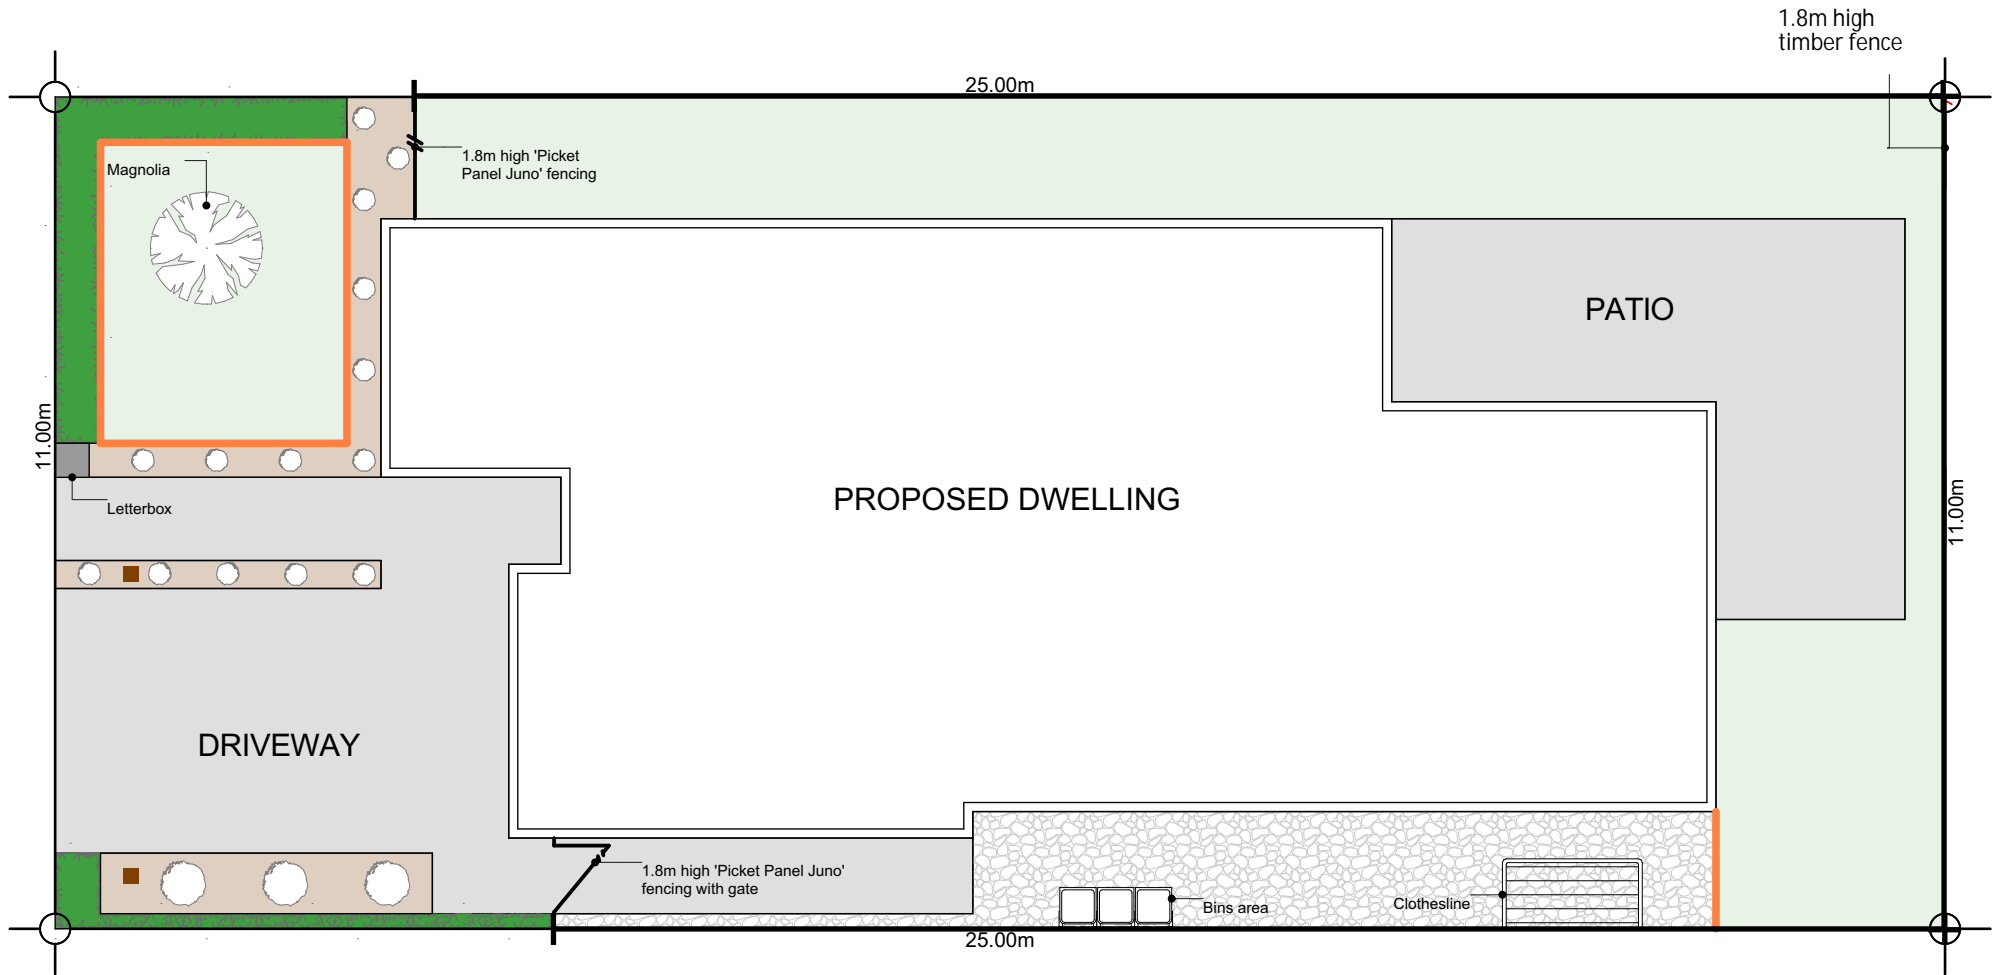 1.8m high
timber fence
25.00m
1.8m high 'Picket
Panel Juno' fencing
Magnolia
PATIO
11.00m
PROPOSED DWELLING
Letterbox
11.00m
DRIVEWAY
1.8m high 'Picket Panel Juno'
fencing with gate
Bins area
Clothesline
25.00m